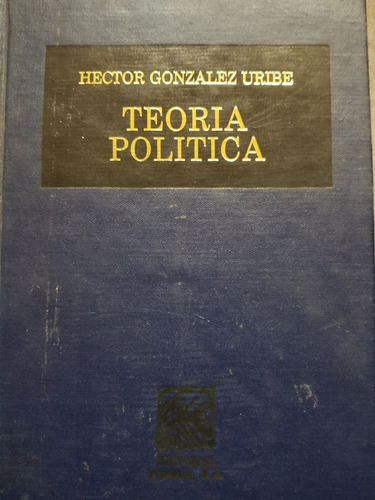 HECTOR GONZALEZ URIBE
TEORIA
POLITICA